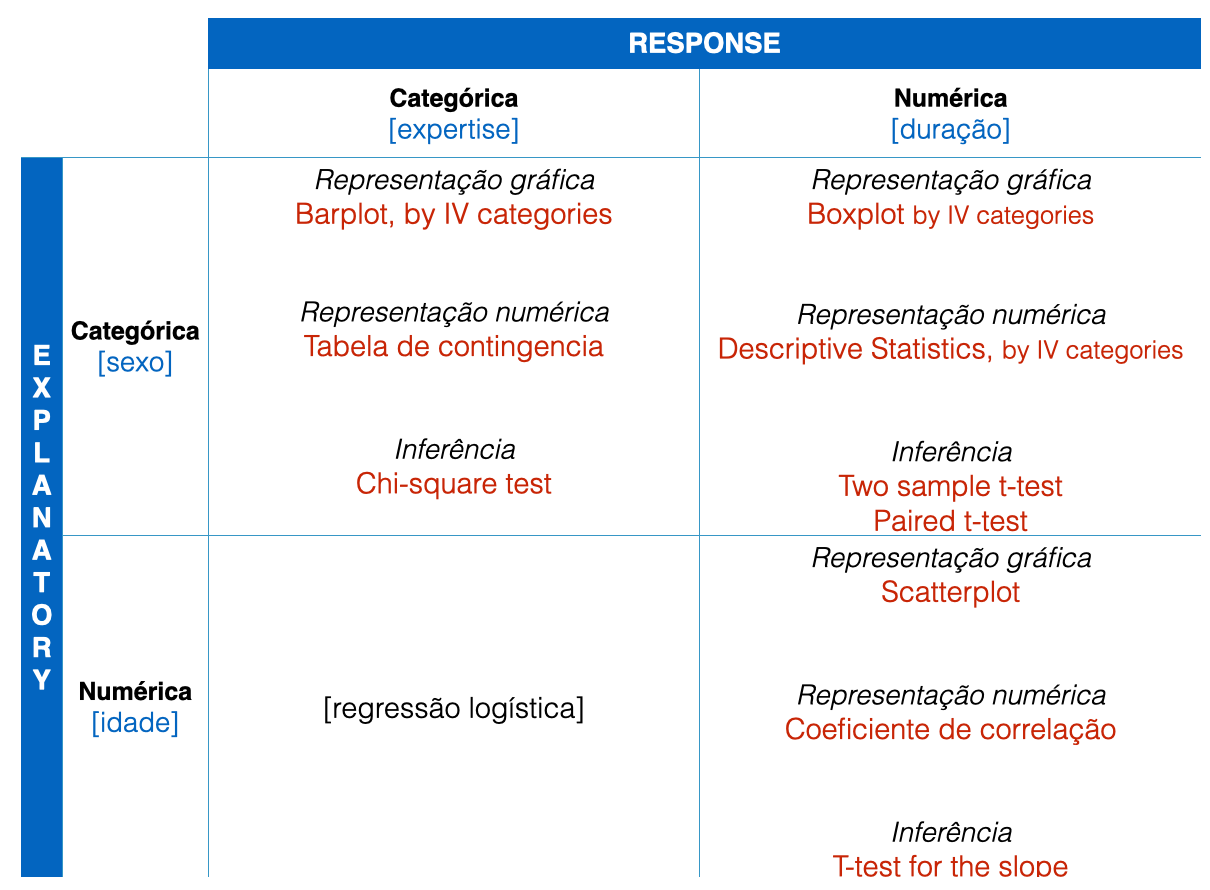 RESPONSE
Categórica
[expertise]
Numérica
[duração]
EXPLANATORY
Categórica
[sexo]
Representação gráfica
Barplot, by IV categories
Representação numérica
Tabela de contingencia
Inferência
Chi-square test
Representação gráfica
Boxplot by IV categories
Representação numérica
Descriptive Statistics, by IV categories
Inferência
Two sample t-test
Paired t-test
Numérica
[idade]
[regressão logística]
Representação gráfica
Scatterplot
Representação numérica
Coeficiente de correlação
Inferência
T-test for the slope